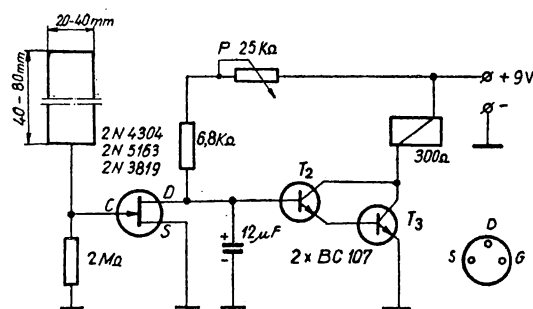 20-40mm
40-80mm
P 25KΩ
+ 9V
-
2N 4304
2N 5163
2N 3819
6,8KΩ
300Ω
T2
C
D
S
+
-
12μF
T3
2MΩ
2 x BC 107
D
S
G